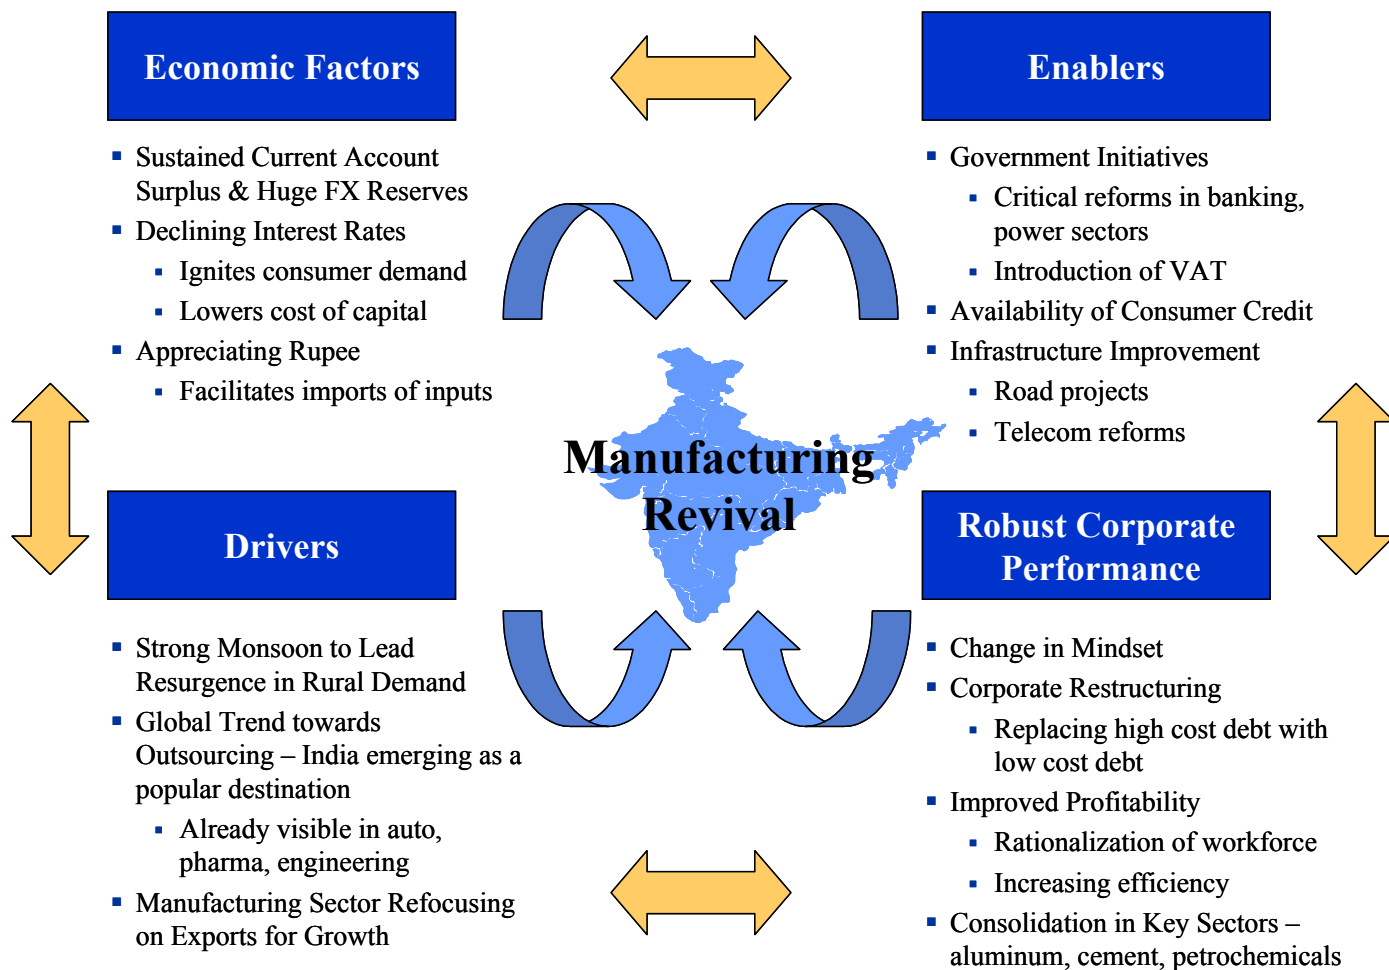 Economic Factors
Sustained Current Account
Surplus & Huge FX Reserves
Declining Interest Rates
Ignites consumer demand
Lowers cost of capital
Appreciating Rupee
Facilitates imports of inputs
Enablers
Government Initiatives
Critical reforms in banking,
power sectors
Introduction of VAT
Availability of Consumer Credit
Infrastructure Improvement
Road projects
Telecom reforms
Manufacturing
Revival
Drivers
Strong Monsoon to Lead
Resurgence in Rural Demand
Global Trend towards
Outsourcing – India emerging as a
popular destination
Already visible in auto,
pharma, engineering
Manufacturing Sector Refocusing
on Exports for Growth
Robust Corporate
Performance
Change in Mindset
Corporate Restructuring
Replacing high cost debt with
low cost debt
Improved Profitability
Rationalization of workforce
Increasing efficiency
Consolidation in Key Sectors –
aluminum, cement, petrochemicals